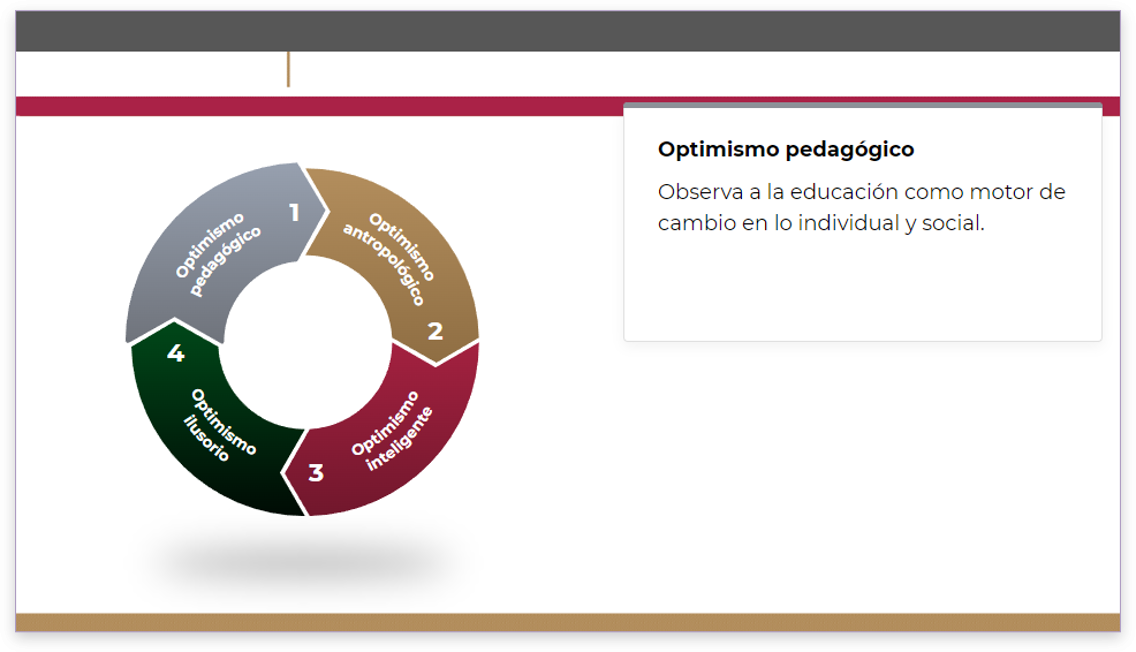 1
Optimismo
pedagógico
Optimismo
antropológico
2
3
Optimismo
inteligente
4
Optimismo
ilusorio
Optimismo pedagógico
Observa a la educación como motor de
cambio en lo individual y social.